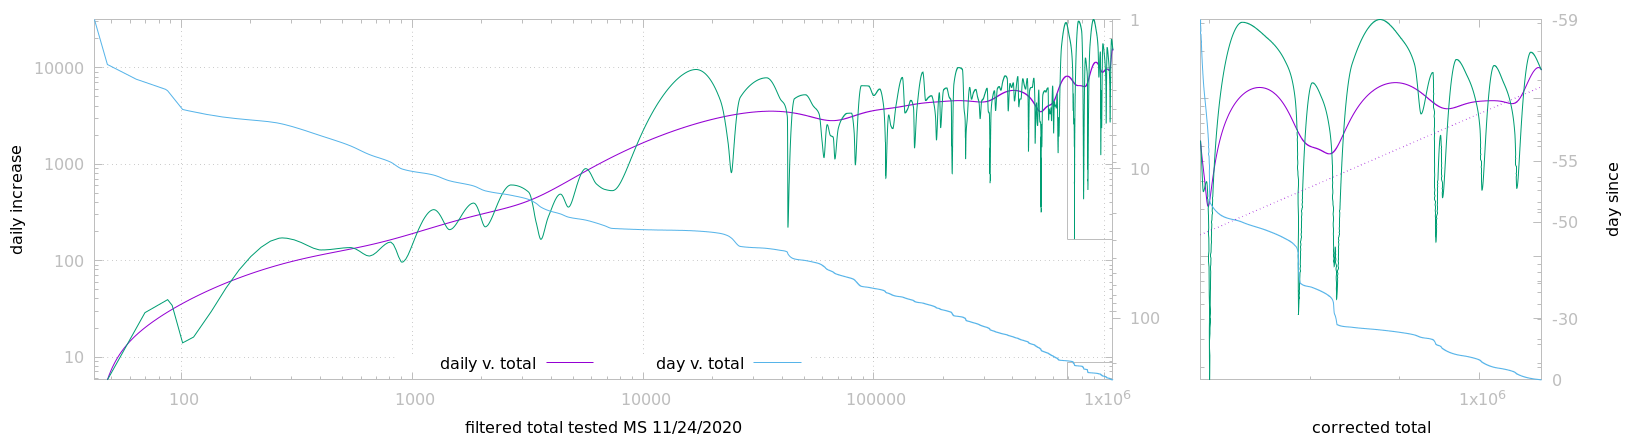 daily increase
10000
1000
100
10
100
1000
10000
100000
1x10^6
1
10
100
daily v. total
day v. total
filtered total tested MS 11/24/2020
-59
-55
-50
-30
0
day since
1x10^6
corrected total